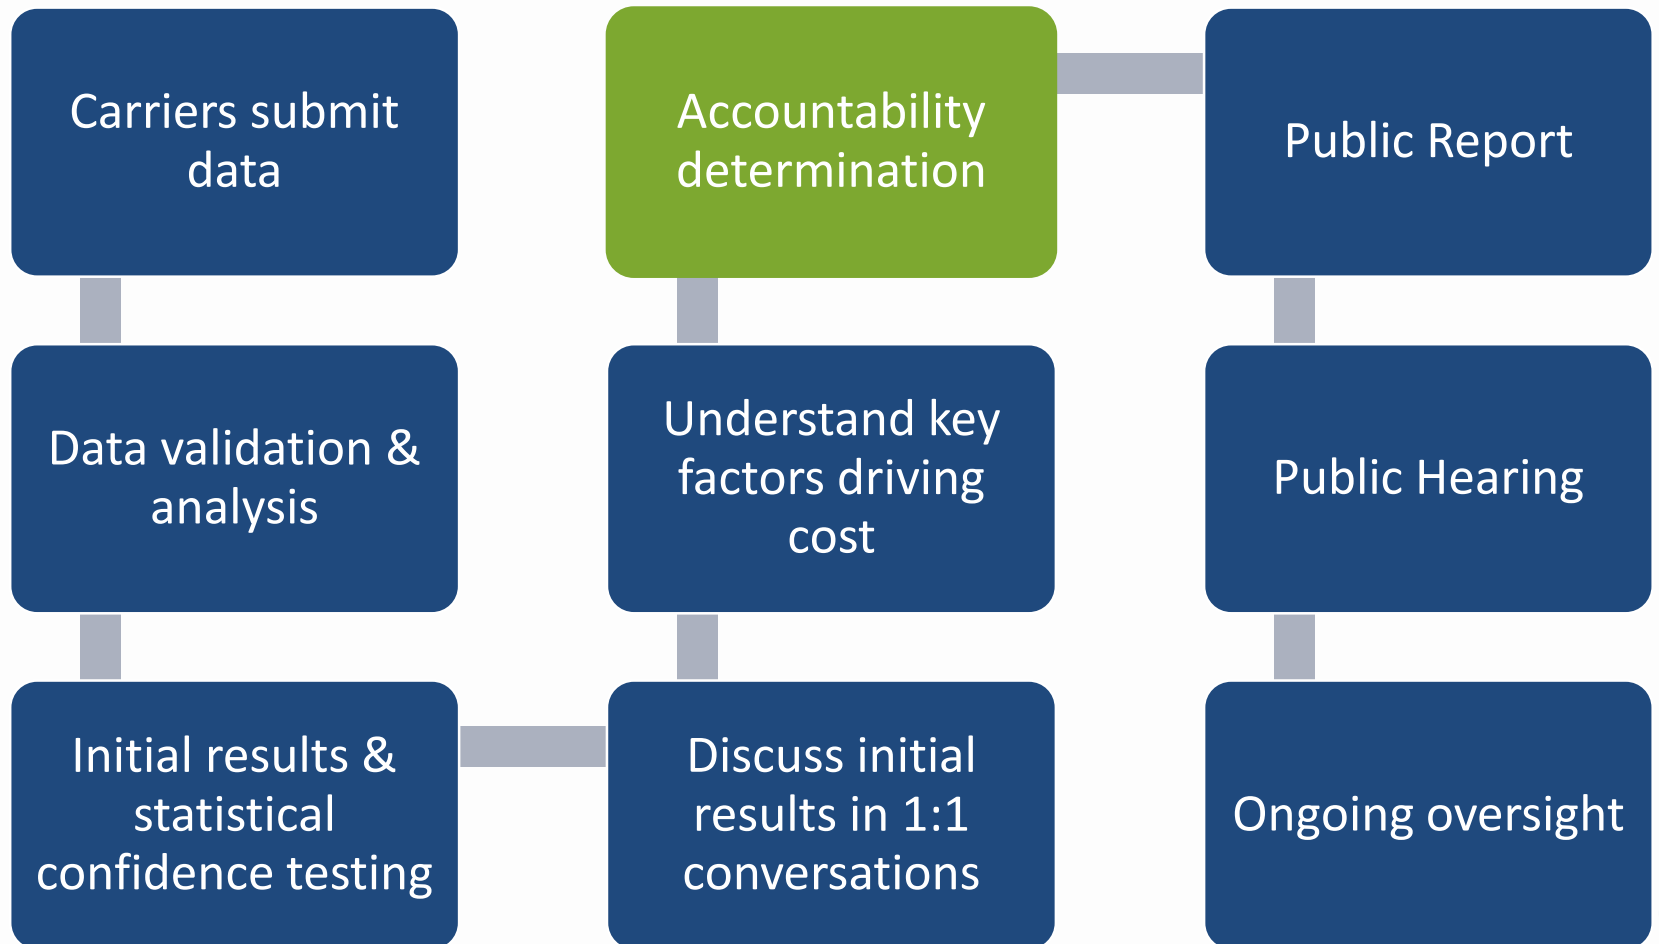 Carriers submit
data
Data validation &
analysis
Initial results &
statistical
confidence testing
Discuss initial
results in 1:1
conversations
Understand key
factors driving
cost
Accountability
determination
Public Report
Public Hearing
Ongoing oversight